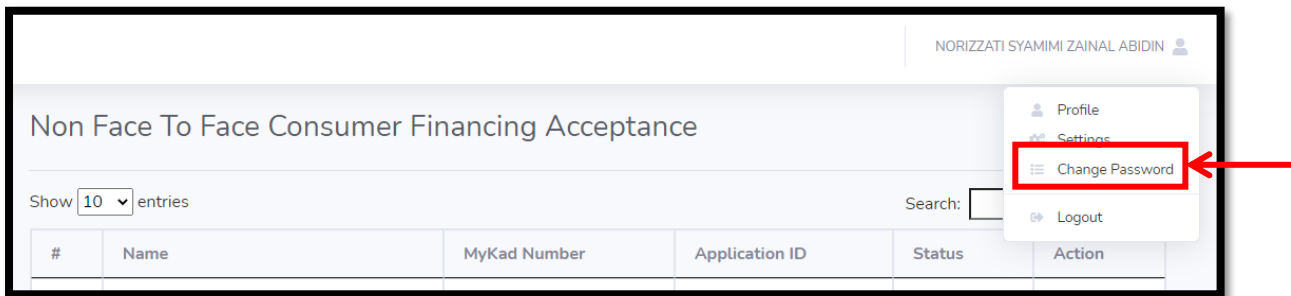 NORIZZATI SYAMIMI ZAINAL ABIDIN
Profile
Non Face To Face Consumer Financing Acceptance
Settings
Change Password
Show 10 entries
Search:
Logout
# Name MyKad Number Application ID Status Action